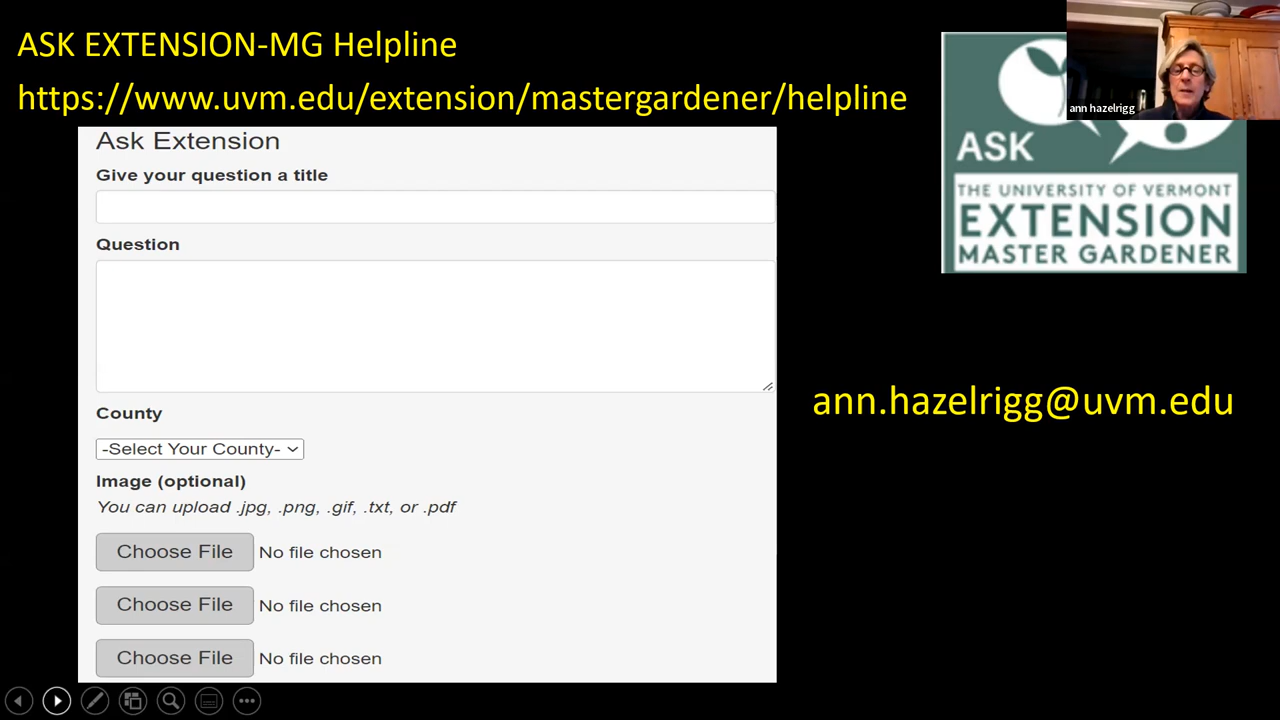 ASK EXTENSION-MG Helpline
https://www.uvm.edu/extension/mastergardener/helpline
ann hazelrigg
ASK
THE UNIVERSITY OF VERMONT
EXTENSION
MASTER GARDENER
Ask Extension
Give your question a title
Question
County
-Select Your County-
Image (optional)
You can upload .jpg, .png, .gif, .txt, or .pdf
Choose File No file chosen
Choose File No file chosen
Choose File No file chosen
ann.hazelrigg@uvm.edu